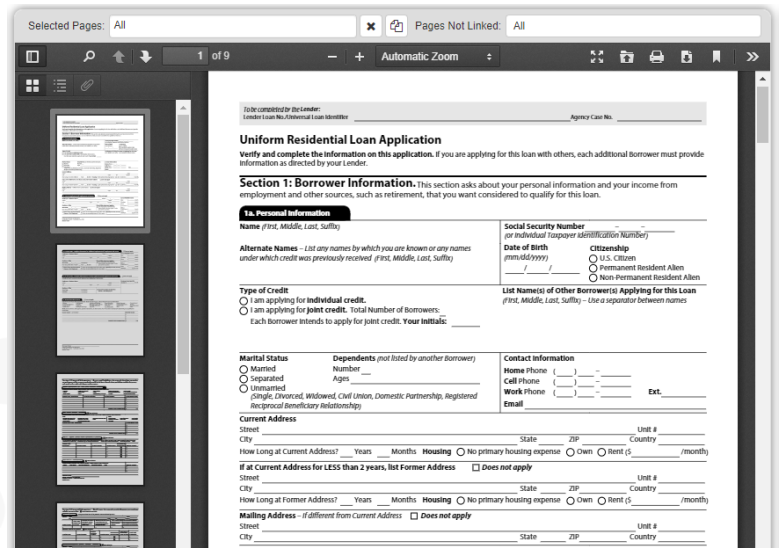 Selected Pages: All Pages Not Linked: All
1 of 9 Automatic Zoom
To be completed by the Lender:
Lender Loan No./Universal Loan Identifier Agency Case No.
Uniform Residential Loan Application
Verify and complete the information on this application. If you are applying for this loan with others, each additional Borrower must provide
information as directed by your Lender.
Section 1: Borrower Information. This section asks about your personal information and your income from
employment and other sources, such as retirement, that you want considered to qualify for this loan.
1a. Personal Information
Name (First, Middle, Last, Suffix)
Alternate Names – List any names by which you are known or any names
under which credit was previously received (First, Middle, Last, Suffix)
Social Security Number – –
(or Individual Taxpayer Identification Number)
Date of Birth Citizenship
(mm/dd/yyyy) U.S. Citizen
/ / Permanent Resident Alien
Non-Permanent Resident Alien
Type of Credit
I am applying for individual credit.
I am applying for joint credit. Total Number of Borrowers:
Each Borrower intends to apply for joint credit. Your initials:
List Name(s) of Other Borrower(s) Applying for this Loan
(First, Middle, Last, Suffix) – Use a separator between names
Marital Status Dependents (not listed by another Borrower)
Married Number
Separated Ages
Unmarried
(Single, Divorced, Widowed, Civil Union, Domestic Partnership, Registered
Reciprocal Beneficiary Relationship)
Contact Information
Home Phone ( ) –
Cell Phone ( ) –
Work Phone ( ) – Ext.
Email
Current Address
Street Unit #
City State ZIP Country
How Long at Current Address? Years Months Housing No primary housing expense Own Rent ($ /month)
If at Current Address for LESS than 2 years, list Former Address Does not apply
Street Unit #
City State ZIP Country
How Long at Former Address? Years Months Housing No primary housing expense Own Rent ($ /month)
Mailing Address – if different from Current Address Does not apply
Street Unit #
City State ZIP Country